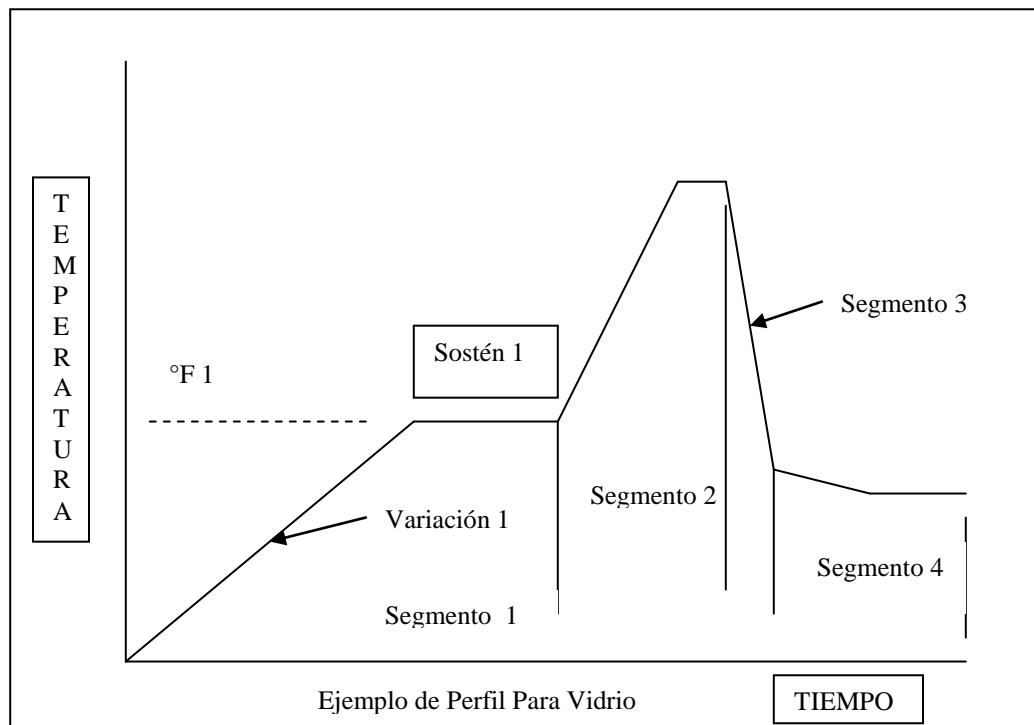 TEMPERATURA
°F 1
Sostén 1
Variación 1
Segmento 1
Segmento 2
Segmento 3
Segmento 4
Ejemplo de Perfil Para Vidrio
TIEMPO